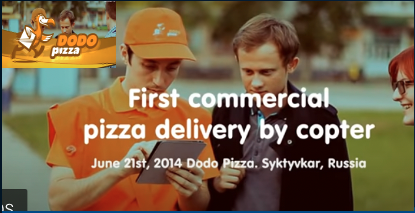 DODO
pizza
First commercial
pizza delivery by copter
June 21st, 2014 Dodo Pizza. Syktyvkar, Russia